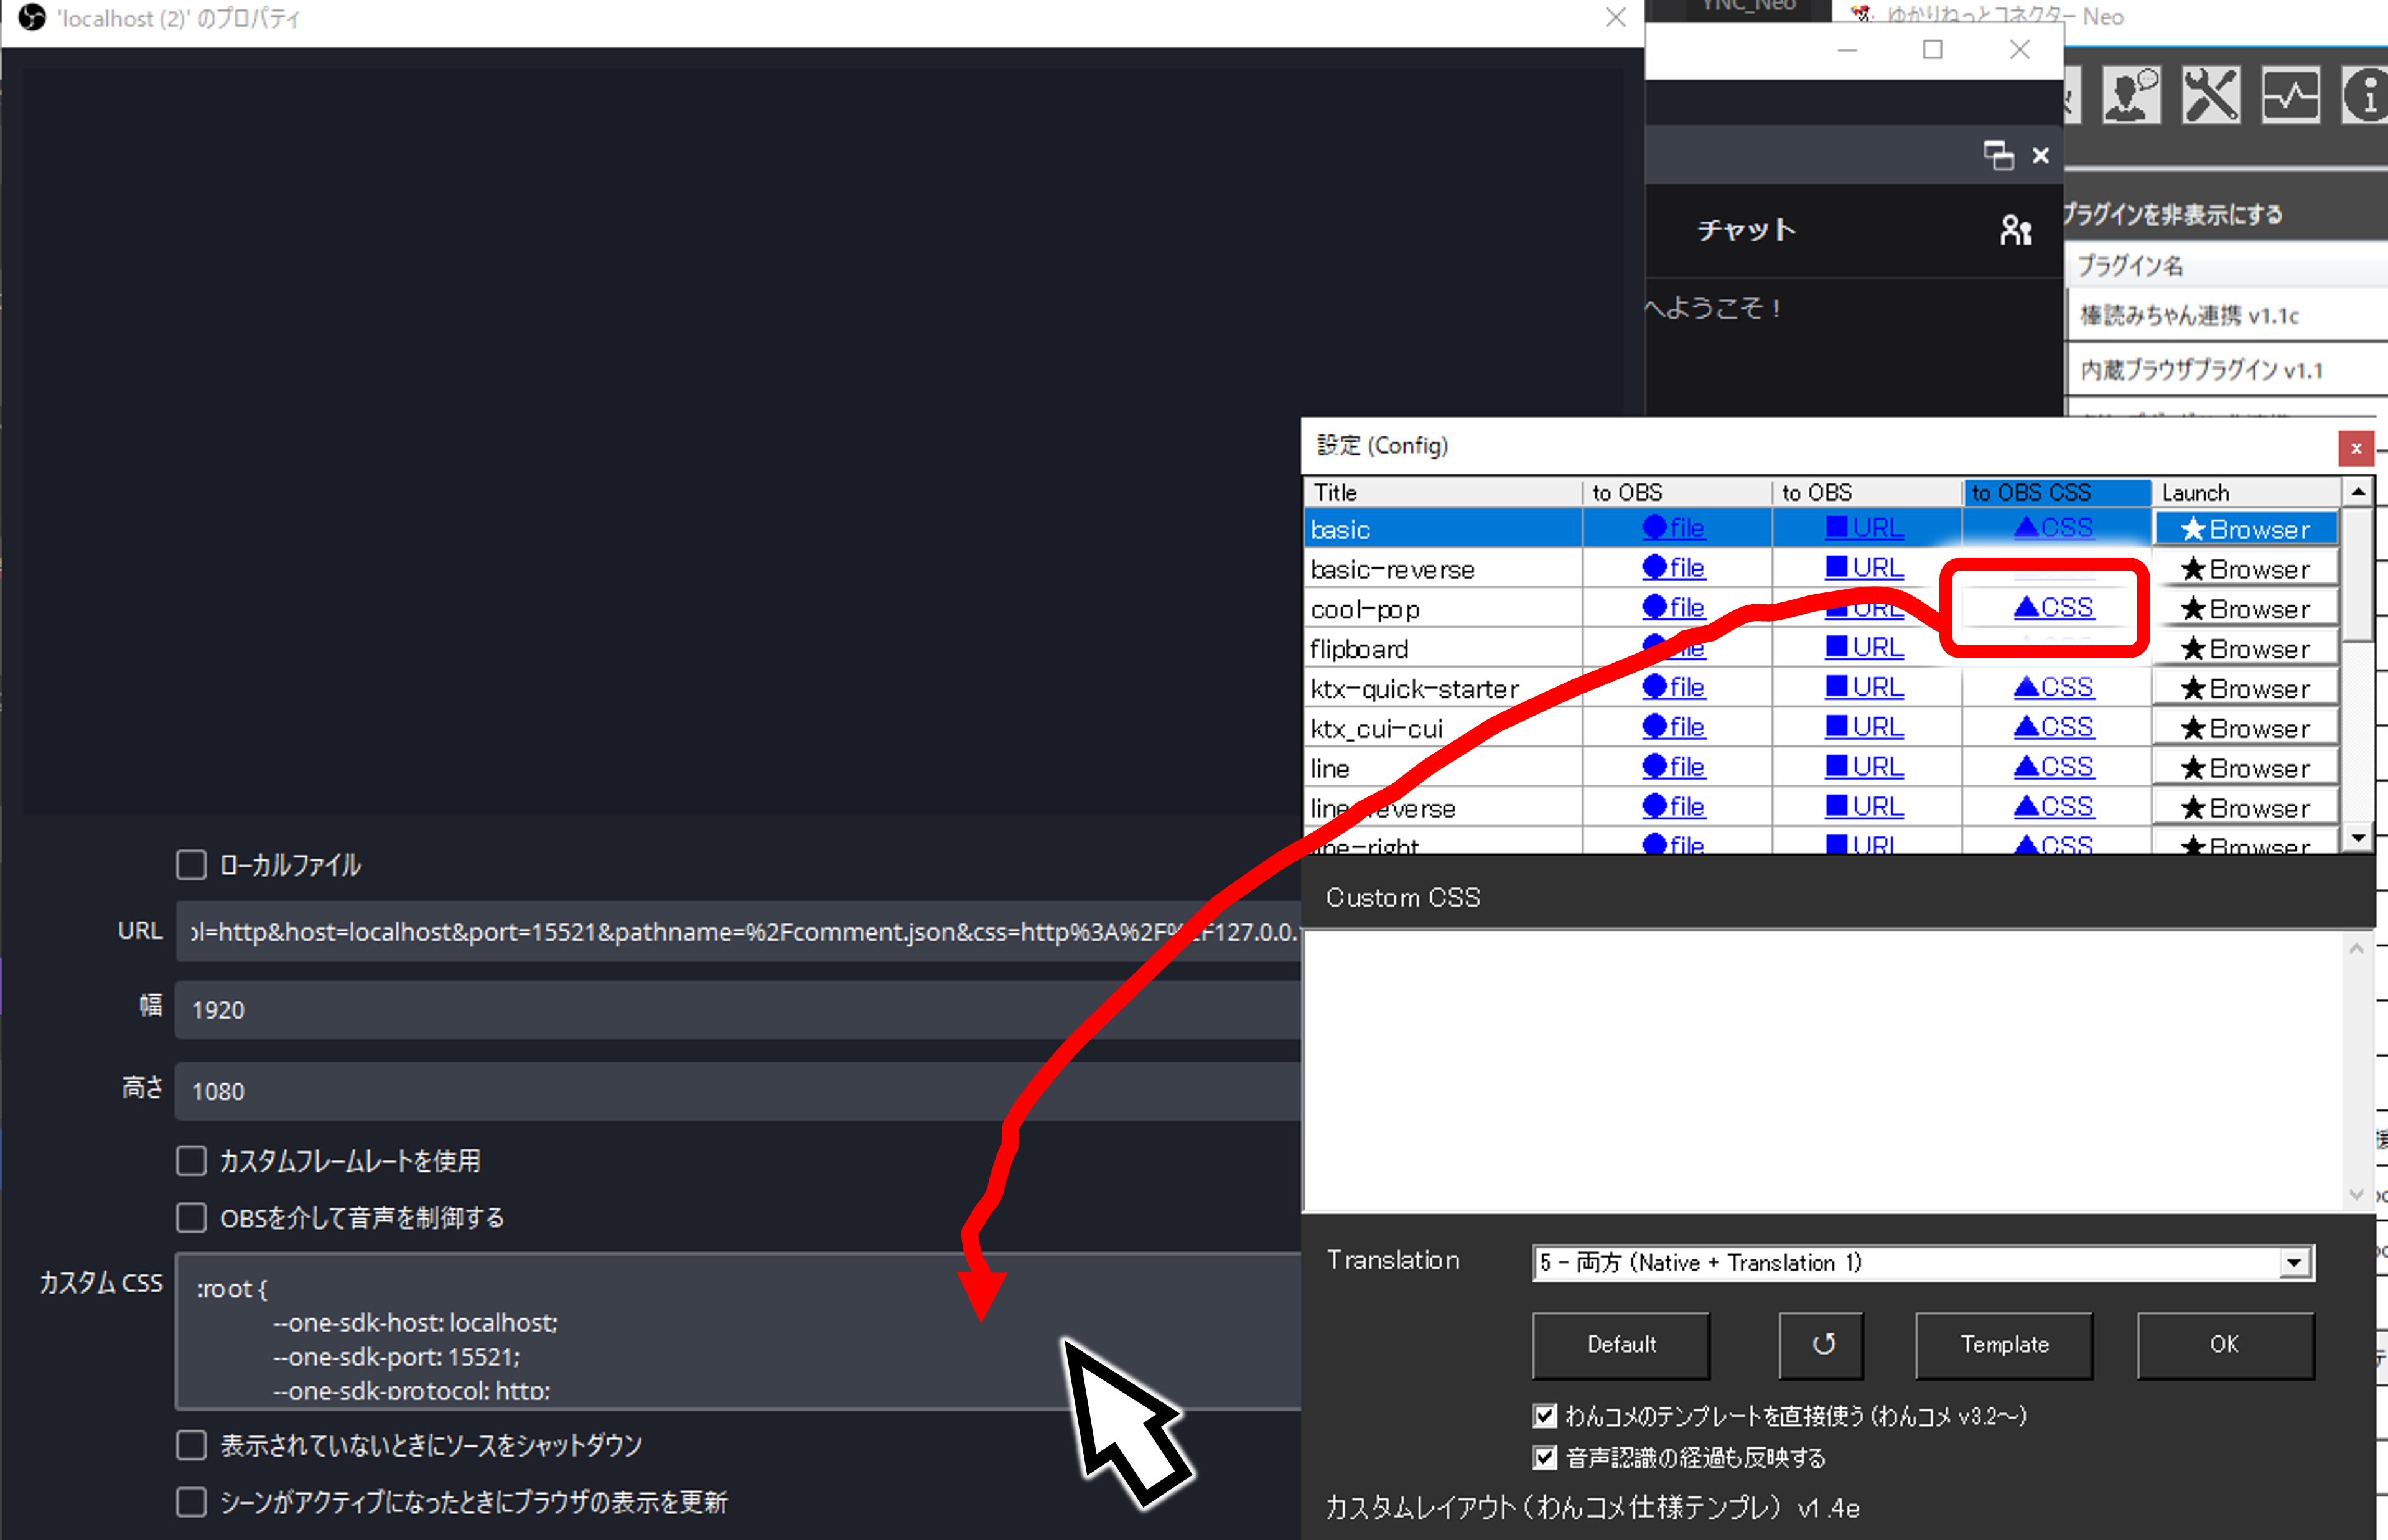 'localhost (2)' のプロパティ
YNC_Neo
ゆかりねっとコネクター Neo
チャット
へようこそ！
プラグインを非表示にする
プラグイン名
棒読みちゃん連携 v1.1c
内蔵ブラウザプラグイン v1.1
設定 (Config)
Title to OBS to OBS to OBS CSS Launch
basic ●file ■URL ▲CSS ★Browser
basic-reverse ●file ■URL ★Browser
cool-pop ●file ■URL ▲CSS ★Browser
flipboard ●file ■URL ★Browser
ktx-quick-starter ●file ■URL ▲CSS ★Browser
ktx_cui-cui ●file ■URL ▲CSS ★Browser
line ●file ■URL ▲CSS ★Browser
line-reverse ●file ■URL ▲CSS ★Browser
line-right ●file ■URL ▲CSS ★Browser
Custom CSS
Translation 5 - 両方 (Native + Translation 1)
Default ↺ Template OK
わんコメのテンプレートを直接使う (わんコメ v3.2～)
音声認識の経過も反映する
カスタムレイアウト (わんコメ仕様テンプレ) v1.4e
ローカルファイル
URL ol=http&host=localhost&port=15521&pathname=%2Fcomment.json&css=http%3A%2F%2F127.0.0.
幅 1920
高さ 1080
カスタムフレームレートを使用
OBSを介して音声を制御する
カスタム CSS :root {
--one-sdk-host: localhost;
--one-sdk-port: 15521;
--one-sdk-protocol: http;
表示されていないときにソースをシャットダウン
シーンがアクティブになったときにブラウザの表示を更新